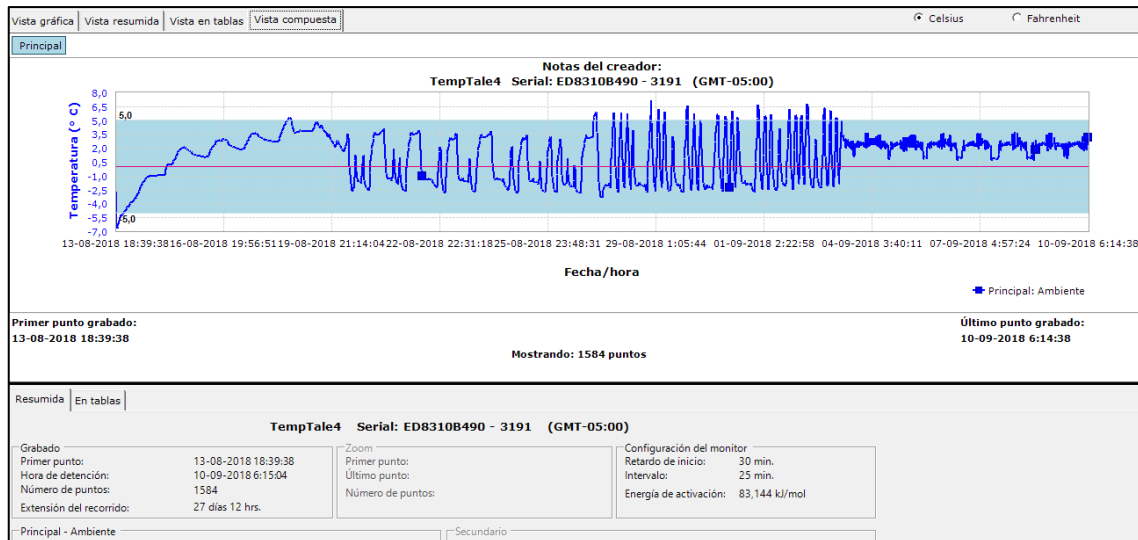 Vista gráfica Vista resumida Vista en tablas Vista compuesta Celsius Fahrenheit
Principal
Notas del creador:
TempTale4 Serial: ED8310B490 - 3191 (GMT-05:00)
Temperatura (° C)
8,0
6,5
5,0
3,5
2,0
0,5
-1,0
-2,5
-4,0
-5,5
-7,0
5,0
-5,0
13-08-2018 18:39:38 16-08-2018 19:56:51 19-08-2018 21:14:04 22-08-2018 22:31:18 25-08-2018 23:48:31 29-08-2018 1:05:44 01-09-2018 2:22:58 04-09-2018 3:40:11 07-09-2018 4:57:24 10-09-2018 6:14:38
Fecha/hora
Principal: Ambiente
Primer punto grabado: Último punto grabado:
13-08-2018 18:39:38 10-09-2018 6:14:38
Mostrando: 1584 puntos
Resumida En tablas
TempTale4 Serial: ED8310B490 - 3191 (GMT-05:00)
Grabado
Primer punto: 13-08-2018 18:39:38
Hora de detención: 10-09-2018 6:15:04
Número de puntos: 1584
Extensión del recorrido: 27 días 12 hrs.
Zoom
Primer punto:
Último punto:
Número de puntos:
Configuración del monitor
Retardo de inicio: 30 min.
Intervalo: 25 min.
Energía de activación: 83,144 kJ/mol
Principal - Ambiente Secundario